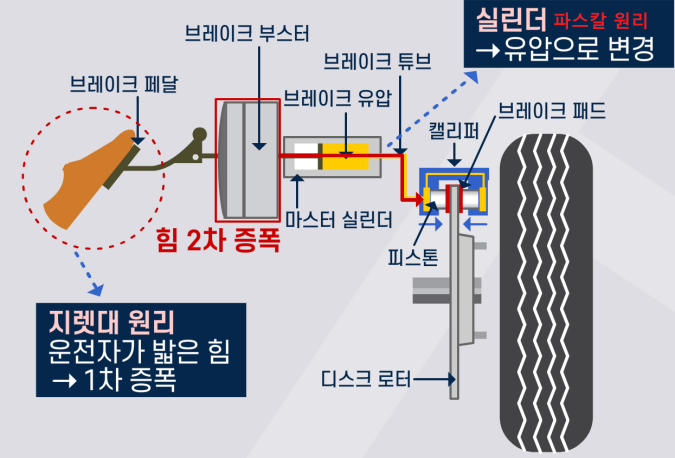 실린더 파스칼 원리
→ 유압으로 변경
브레이크 부스터
브레이크 튜브
브레이크 페달
브레이크 유압
브레이크 패드
캘리퍼
마스터 실린더
힘 2차 증폭
피스톤
지렛대 원리
운전자가 밟은 힘
→ 1차 증폭
디스크 로터